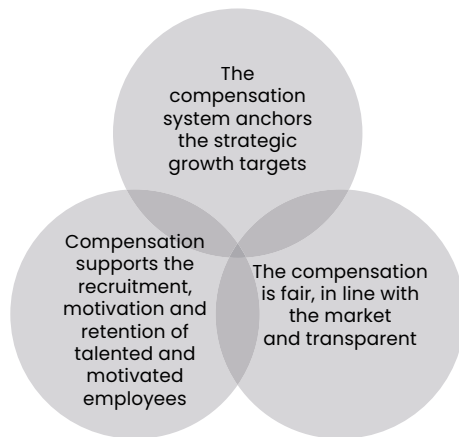 The
compensation
system anchors
the strategic
growth targets
Compensation
supports the
recruitment,
motivation and
retention of
talented and
motivated
employees
The compensation
is fair, in line with
the market
and transparent